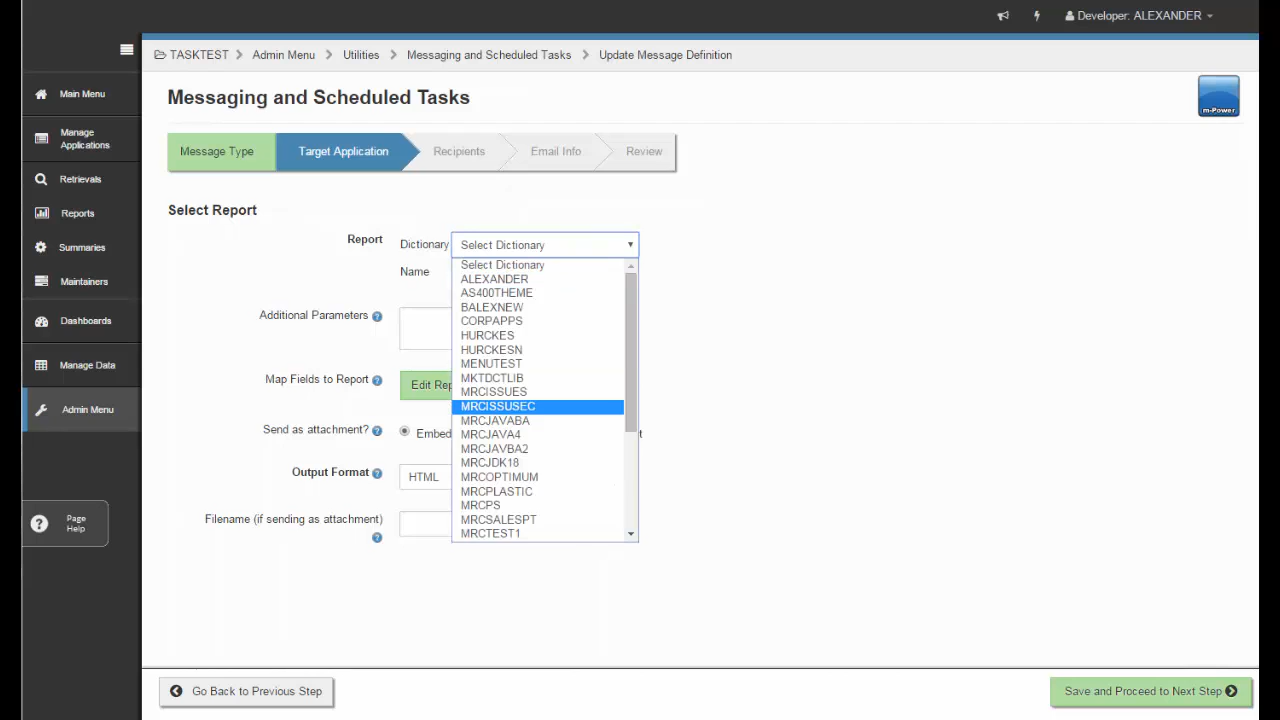 Developer: ALEXANDER
TASKTEST > Admin Menu > Utilities > Messaging and Scheduled Tasks > Update Message Definition
Main Menu
Manage Applications
Retrievals
Reports
Summaries
Maintainers
Dashboards
Manage Data
Admin Menu
? Page Help
Messaging and Scheduled Tasks
m-Power
Message Type
Target Application
Recipients
Email Info
Review
Select Report
Report
Dictionary
Select Dictionary
Name
Select Dictionary
ALEXANDER
AS400THEME
BALEXNEW
CORPAPPS
HURCKES
HURCKESN
MENUTEST
MKTDCTLIB
MRCISSUES
MRCISSUSEC
MRCJAVABA
MRCJAVA4
MRCJAVBA2
MRCJDK18
MRCOPTIMUM
MRCPLASTIC
MRCPS
MRCSALESPT
MRCTEST1
Additional Parameters ?
Map Fields to Report ?
Edit Rep
Send as attachment? ?
Embed
t
Output Format ?
HTML
Filename (if sending as attachment)
?
Go Back to Previous Step
Save and Proceed to Next Step